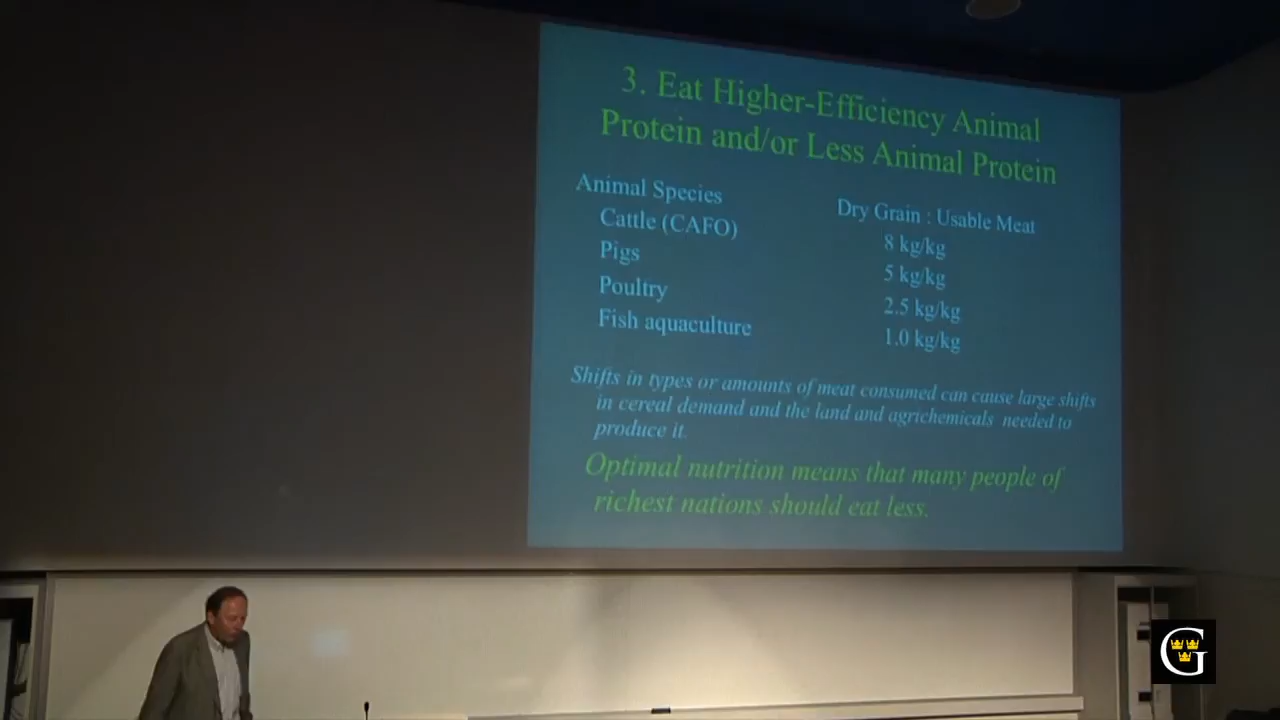 3. Eat Higher-Efficiency Animal
Protein and/or Less Animal Protein
Animal Species Dry Grain : Usable Meat
Cattle (CAFO) 8 kg/kg
Pigs 5 kg/kg
Poultry 2.5 kg/kg
Fish aquaculture 1.0 kg/kg
Shifts in types or amounts of meat consumed can cause large shifts
in cereal demand and the land and agrichemicals needed to
produce it.
Optimal nutrition means that many people of
richest nations should eat less.
G